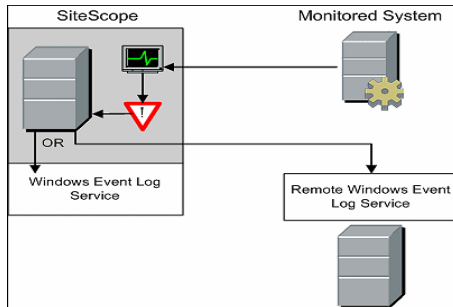 SiteScope
Monitored System
!
OR
Windows Event Log
Service
Remote Windows Event
Log Service